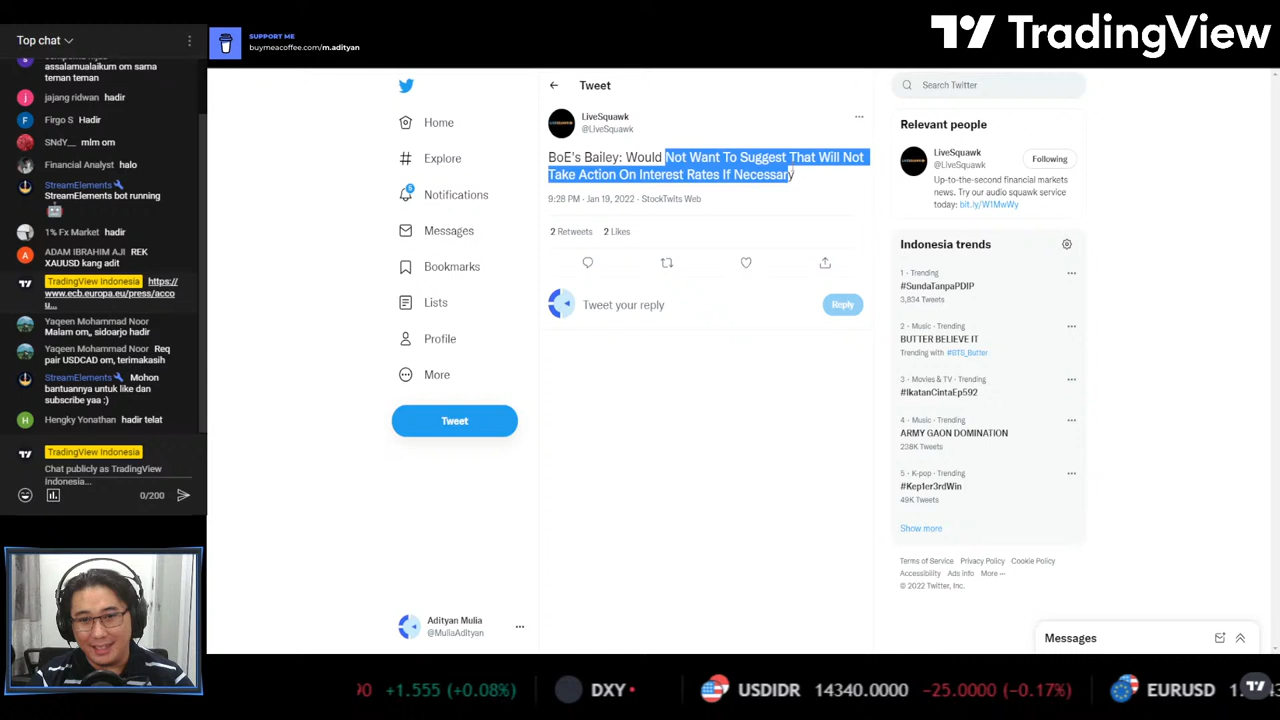 Top chat
assalamualaikum om sama
teman teman
jajang ridwan hadir
Firgo S Hadir
SNdY__ mlm om
Financial Analyst halo
StreamElements
Streamelements bot running
1% Fx Market hadir
ADAM IBRAHIM AJI REK
XAUUSD kang adit
TradingView Indonesia https://
www.ecb.europa.eu/press/acco
u...
Yaqeen Mohammad Noor
Malam om,, sidoarjo hadir
Yaqeen Mohammad Noor Req
pair USDCAD om, terimakasih
StreamElements Mohon
bantuannya untuk like dan
subscribe yaa :)
Hengky Yonathan hadir telat
TradingView Indonesia
Chat publicly as TradingView
Indonesia...
0/200
SUPPORT ME
buymeacoffee.com/m.adityan
TradingView
Home
Explore
5
Notifications
Messages
Bookmarks
Lists
Profile
More
Tweet
Adityan Mulia
@MuliaAdityan
Tweet
LiveSquawk
@LiveSquawk
BoE's Bailey: Would Not Want To Suggest That Will Not
Take Action On Interest Rates If Necessary
9:28 PM · Jan 19, 2022 · StockTwits Web
2 Retweets 2 Likes
Tweet your reply
Reply
Search Twitter
Relevant people
LiveSquawk
@LiveSquawk
Following
Up-to-the-second financial markets
news. Try our audio squawk service
today: bit.ly/W1MwWy
Indonesia trends
1 · Trending
#SundaTanpaPDIP
3,834 Tweets
2 · Music · Trending
BUTTER BELIEVE IT
Trending with #BTS_Butter
3 · Movies & TV · Trending
#IkatanCintaEp592
4 · Music · Trending
ARMY GAON DOMINATION
238K Tweets
5 · K-pop · Trending
#Kep1er3rdWin
49K Tweets
Show more
Terms of Service Privacy Policy Cookie Policy
Accessibility Ads info More ···
© 2022 Twitter, Inc.
Messages
90 +1.555 (+0.08%) DXY USDIDR 14340.0000 −25.0000 (−0.17%) EURUSD